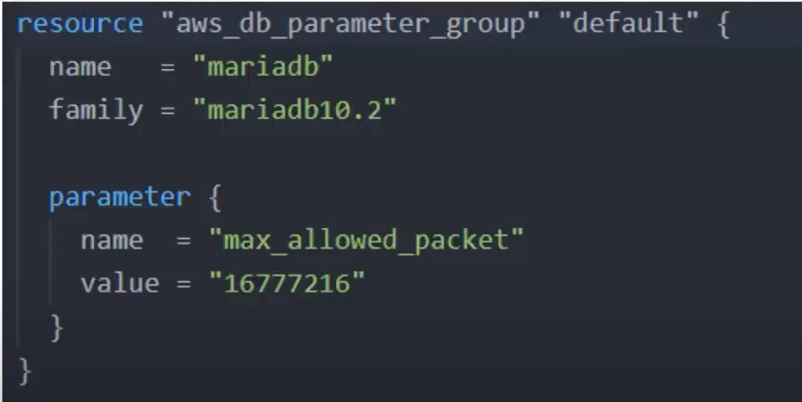 resource "aws_db_parameter_group" "default" {
  name   = "mariadb"
  family = "mariadb10.2"

  parameter {
    name  = "max_allowed_packet"
    value = "16777216"
  }
}